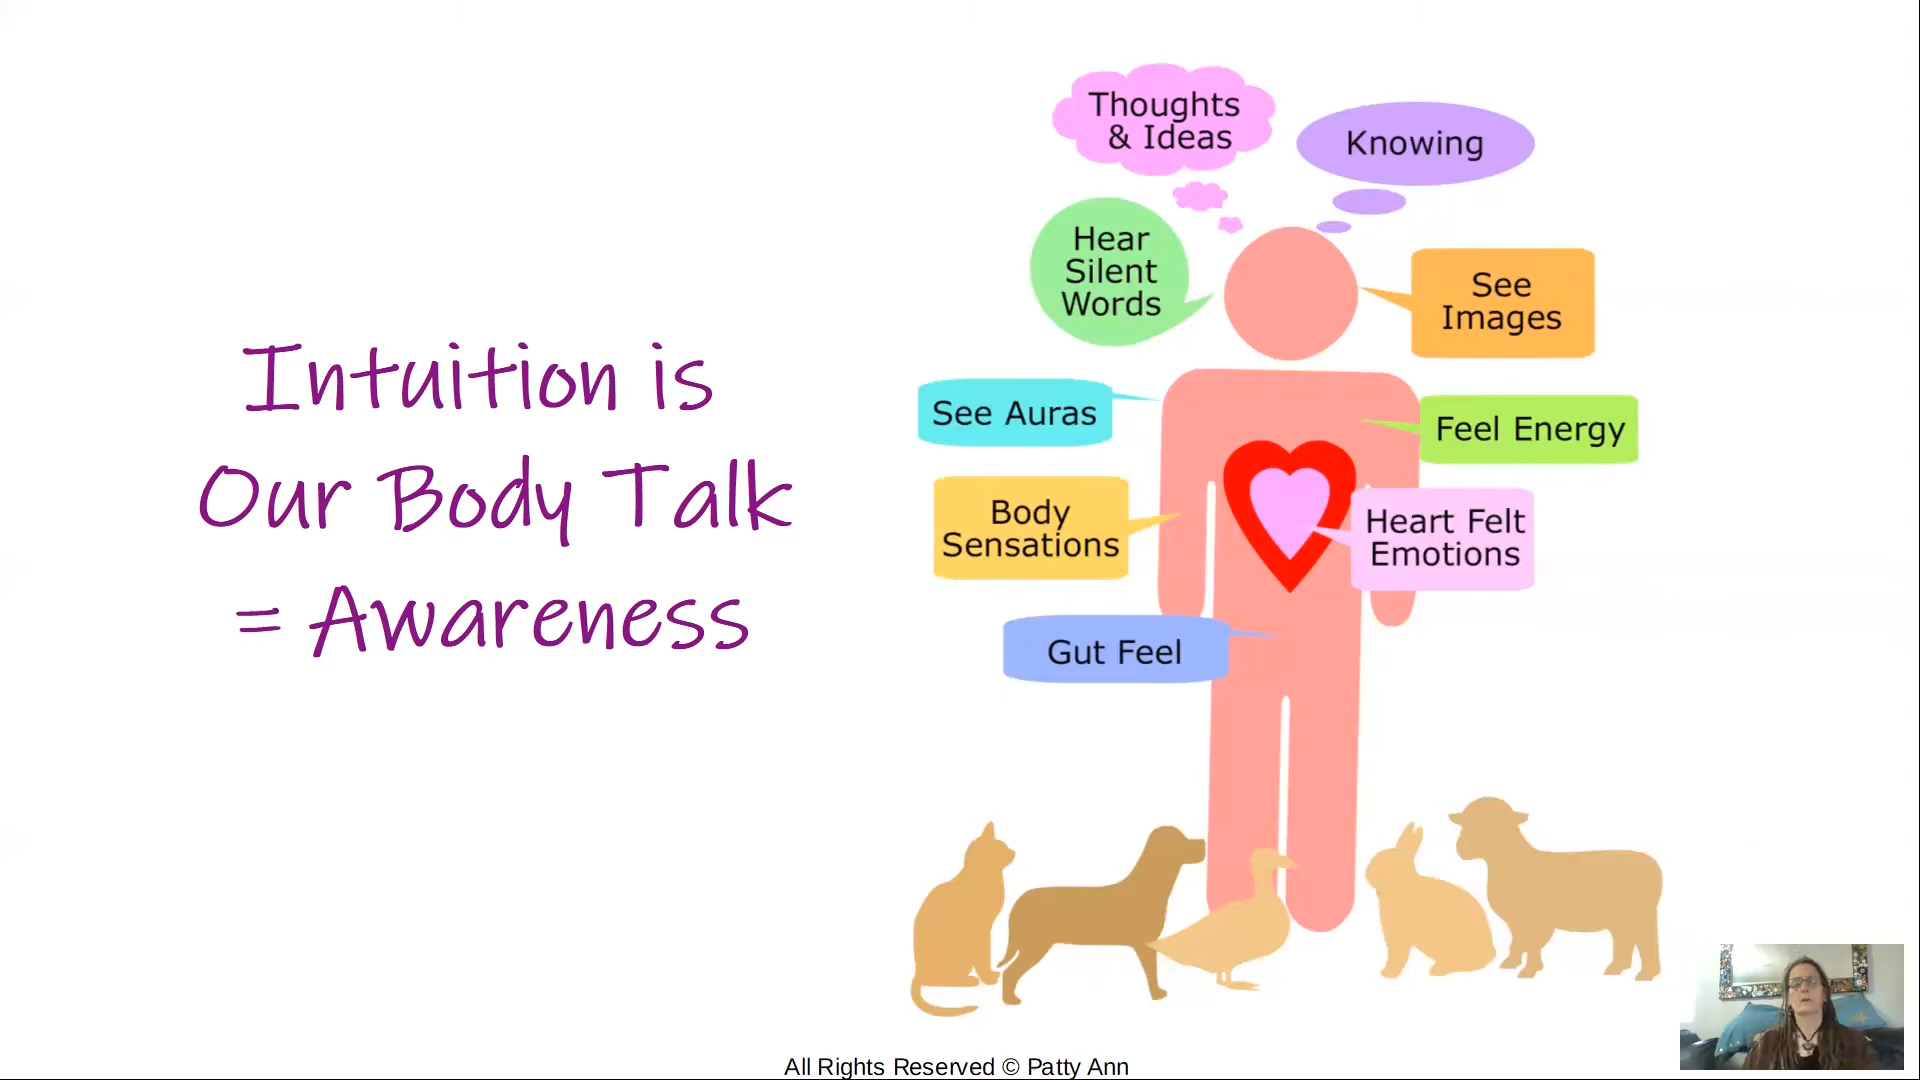 Intuition is
Our Body Talk
= Awareness
Thoughts
& Ideas
Knowing
Hear
Silent
Words
See
Images
See Auras
Feel Energy
Body
Sensations
Heart Felt
Emotions
Gut Feel
All Rights Reserved © Patty Ann